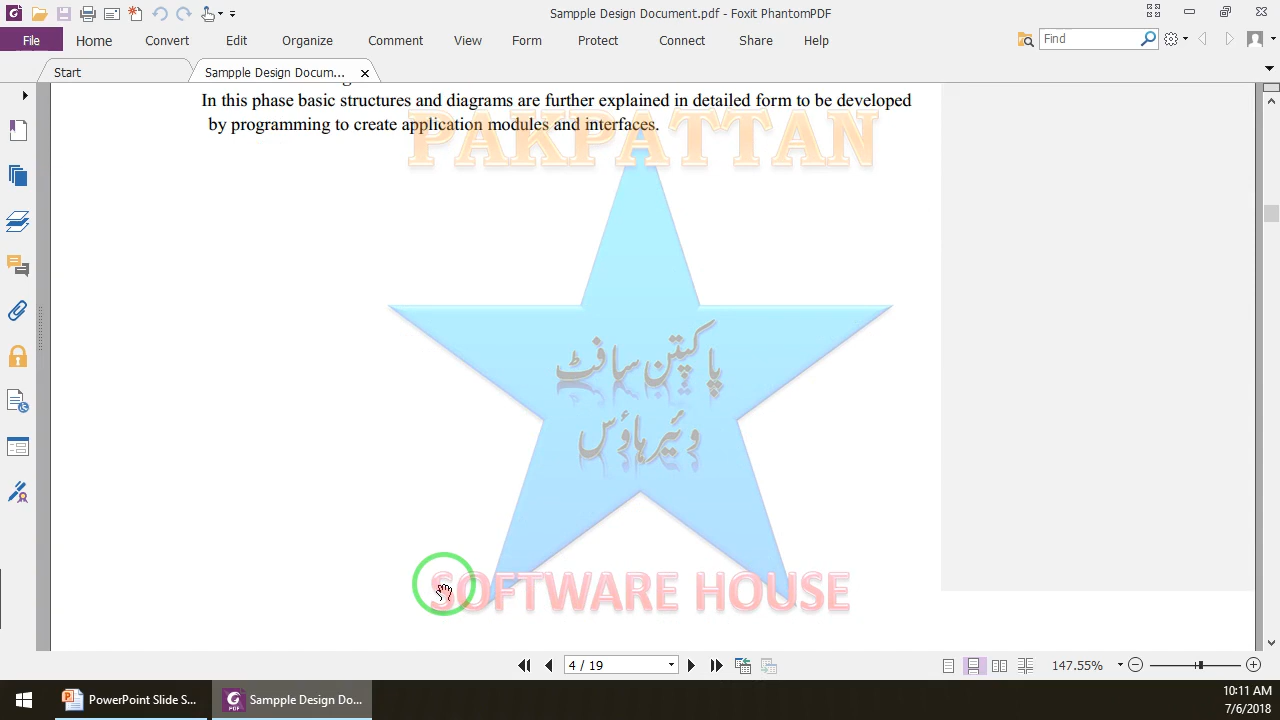 Sampple Design Document.pdf - Foxit PhantomPDF
File Home Convert Edit Organize Comment View Form Protect Connect Share Help
Find
Start
Sampple Design Docum...
In this phase basic structures and diagrams are further explained in detailed form to be developed
by programming to create application modules and interfaces.
PAKPATTAN
پاکپتن سافٹ
وئیر ہاؤس
SOFTWARE HOUSE
4 / 19
147.55%
PowerPoint Slide S...
Sampple Design Do...
10:11 AM
7/6/2018